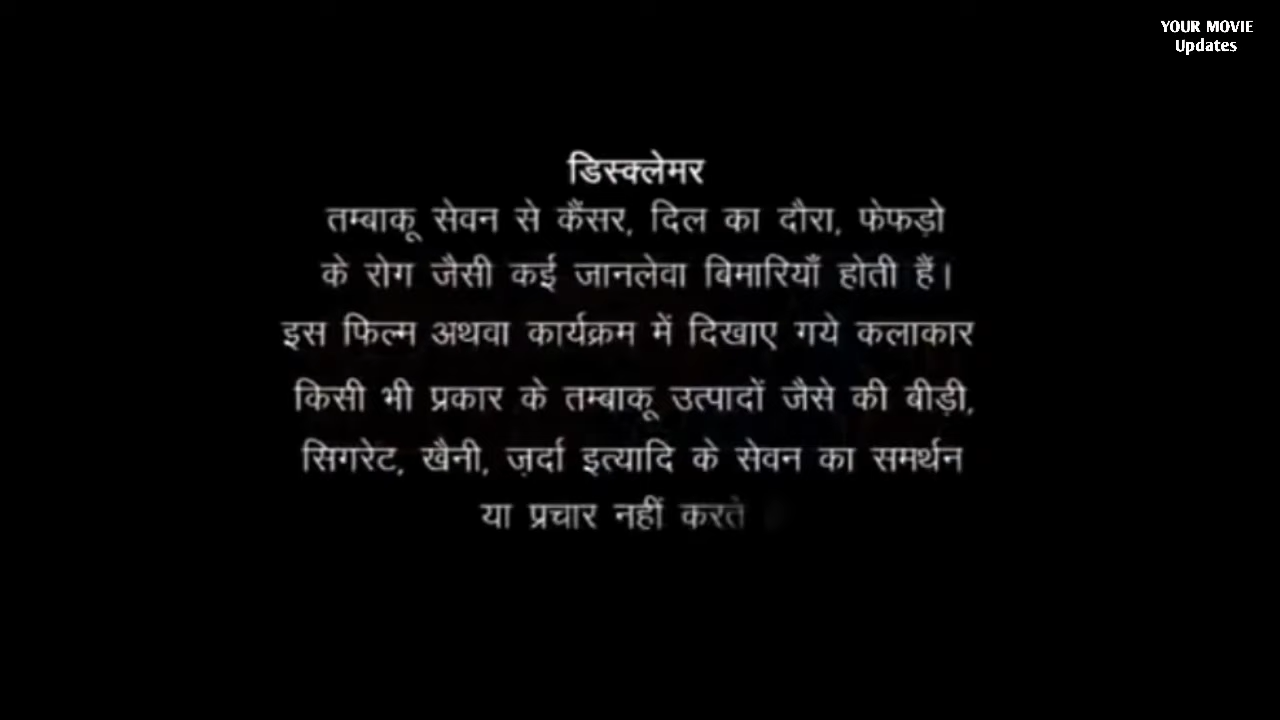 YOUR MOVIE
Updates
डिस्क्लेमर
तम्बाकू सेवन से कैंसर, दिल का दौरा, फेफड़ो
के रोग जैसी कई जानलेवा बिमारियाँ होती हैं।
इस फिल्म अथवा कार्यक्रम में दिखाए गये कलाकार
किसी भी प्रकार के तम्बाकू उत्पादों जैसे की बीड़ी,
सिगरेट, खैनी, ज़र्दा इत्यादि के सेवन का समर्थन
या प्रचार नहीं करते